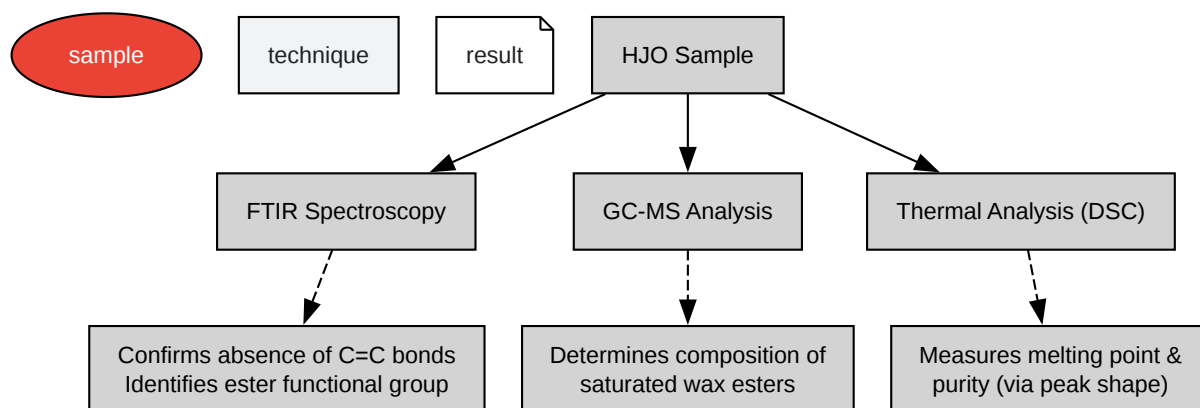 sample
technique
result
HJO Sample
FTIR Spectroscopy
GC-MS Analysis
Thermal Analysis (DSC)
Confirms absence of C=C bonds
Identifies ester functional group
Determines composition of
saturated wax esters
Measures melting point &
purity (via peak shape)